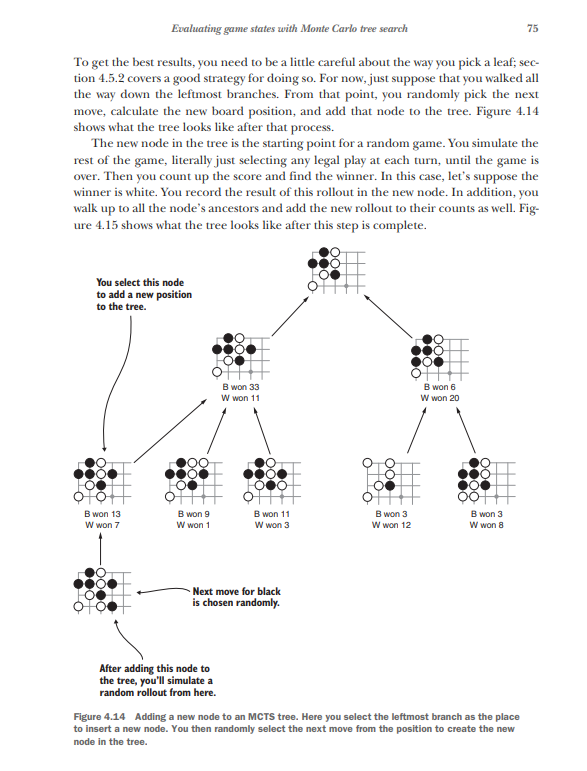 Evaluating game states with Monte Carlo tree search 75
To get the best results, you need to be a little careful about the way you pick a leaf; sec-
tion 4.5.2 covers a good strategy for doing so. For now, just suppose that you walked all
the way down the leftmost branches. From that point, you randomly pick the next
move, calculate the new board position, and add that node to the tree. Figure 4.14
shows what the tree looks like after that process.
The new node in the tree is the starting point for a random game. You simulate the
rest of the game, literally just selecting any legal play at each turn, until the game is
over. Then you count up the score and find the winner. In this case, let's suppose the
winner is white. You record the result of this rollout in the new node. In addition, you
walk up to all the node's ancestors and add the new rollout to their counts as well. Fig-
ure 4.15 shows what the tree looks like after this step is complete.
You select this node
to add a new position
to the tree.
B won 33
W won 11
B won 6
W won 20
B won 13
W won 7
B won 9
W won 1
B won 11
W won 3
B won 3
W won 12
B won 3
W won 8
Next move for black
is chosen randomly.
After adding this node to
the tree, you'll simulate a
random rollout from here.
Figure 4.14 Adding a new node to an MCTS tree. Here you select the leftmost branch as the place
to insert a new node. You then randomly select the next move from the position to create the new
node in the tree.